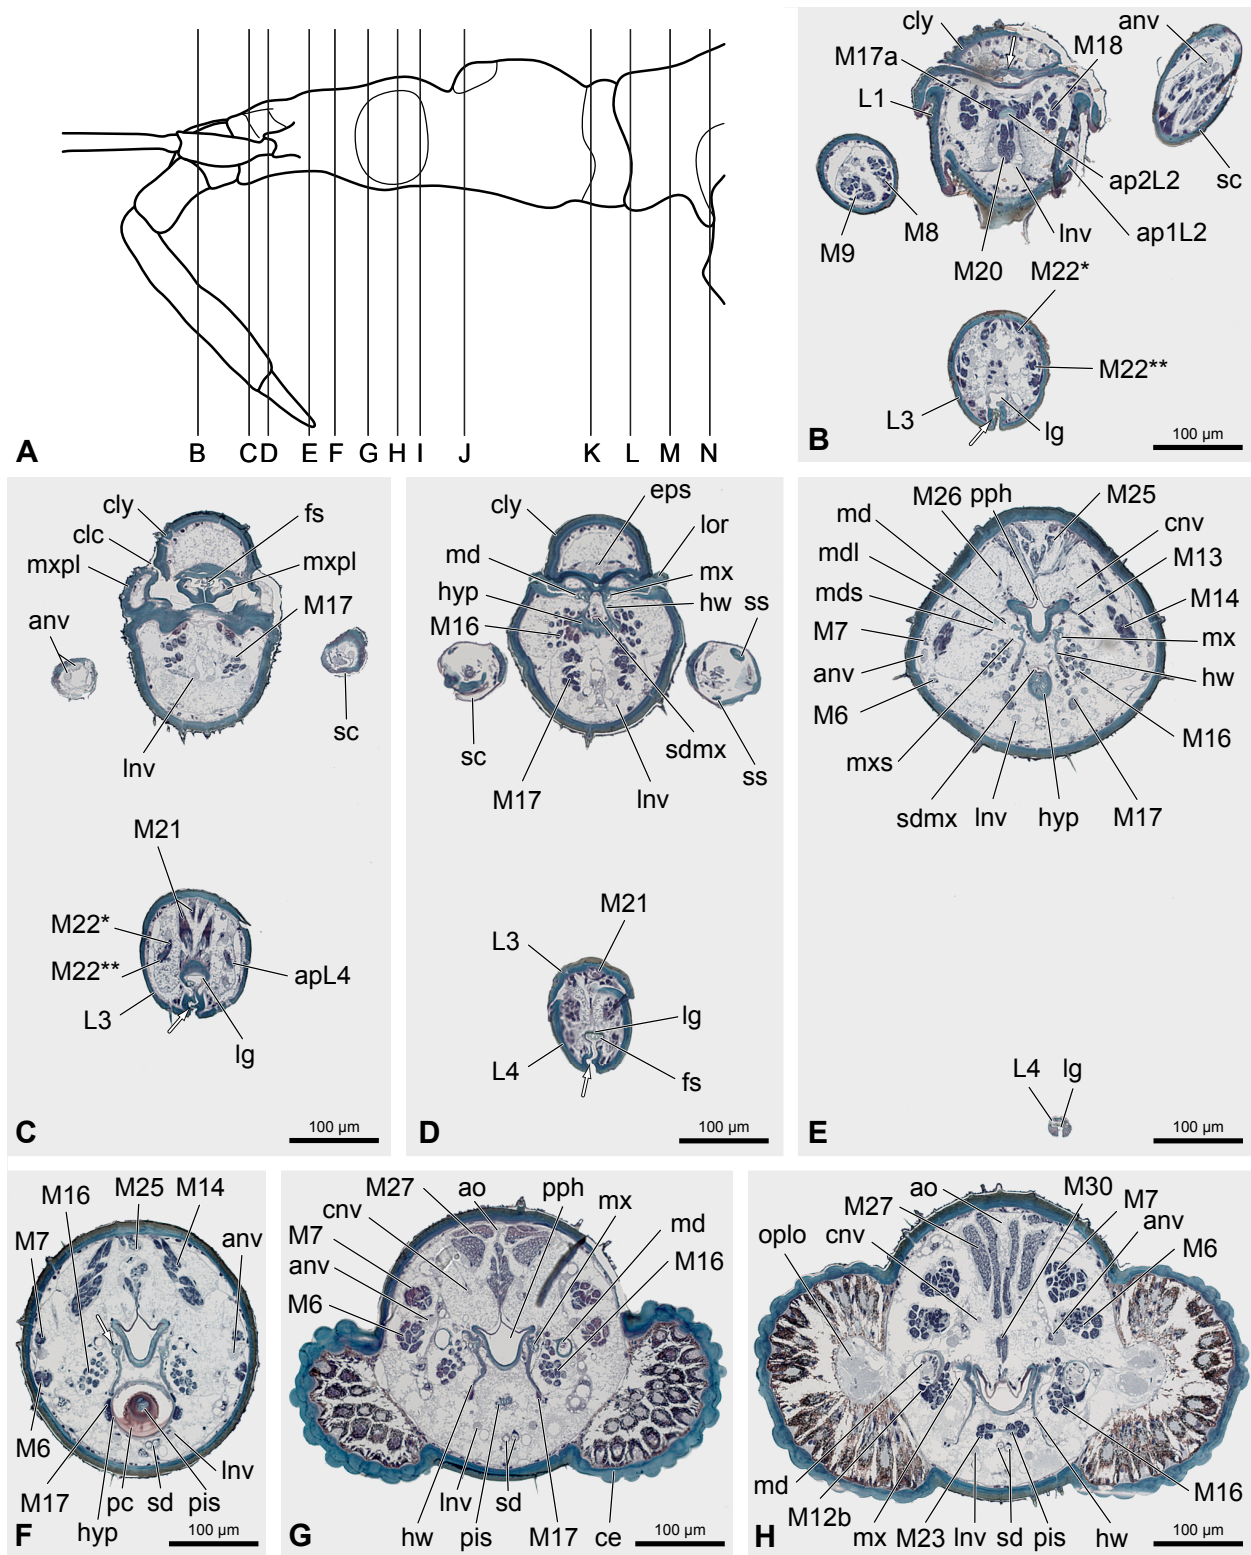 A
B C D E F G H I J K L M N
cly
anv
M17a
M18
L1
ap2L2
sc
M8
ap1L2
M9
lnv
M20
M22*
M22**
L3
lg
B
100 µm
cly
fs
clc
mxpl
mxpl
M17
anv
sc
lnv
M21
M22*
M22**
apL4
L3
lg
C
100 µm
eps
cly
lor
md
mx
hyp
hw
ss
M16
sdmx
sc
ss
M17
lnv
M21
L3
lg
L4
fs
D
100 µm
M26 pph
M25
md
cnv
mdl
M13
mds
M14
M7
mx
anv
hw
M6
M16
mxs
sdmx lnv hyp M17
L4 lg
E
100 µm
M16 M25 M14
M7
anv
M6
lnv
M17 pc sd pis
hyp
F
100 µm
M27 ao pph
cnv
mx
M7
md
anv
M16
M6
lnv sd
hw pis M17 ce
G
100 µm
ao
M30
M27
M7
oplo cnv
anv
M6
md
M16
M12b
mx M23 lnv sd pis hw
H
100 µm